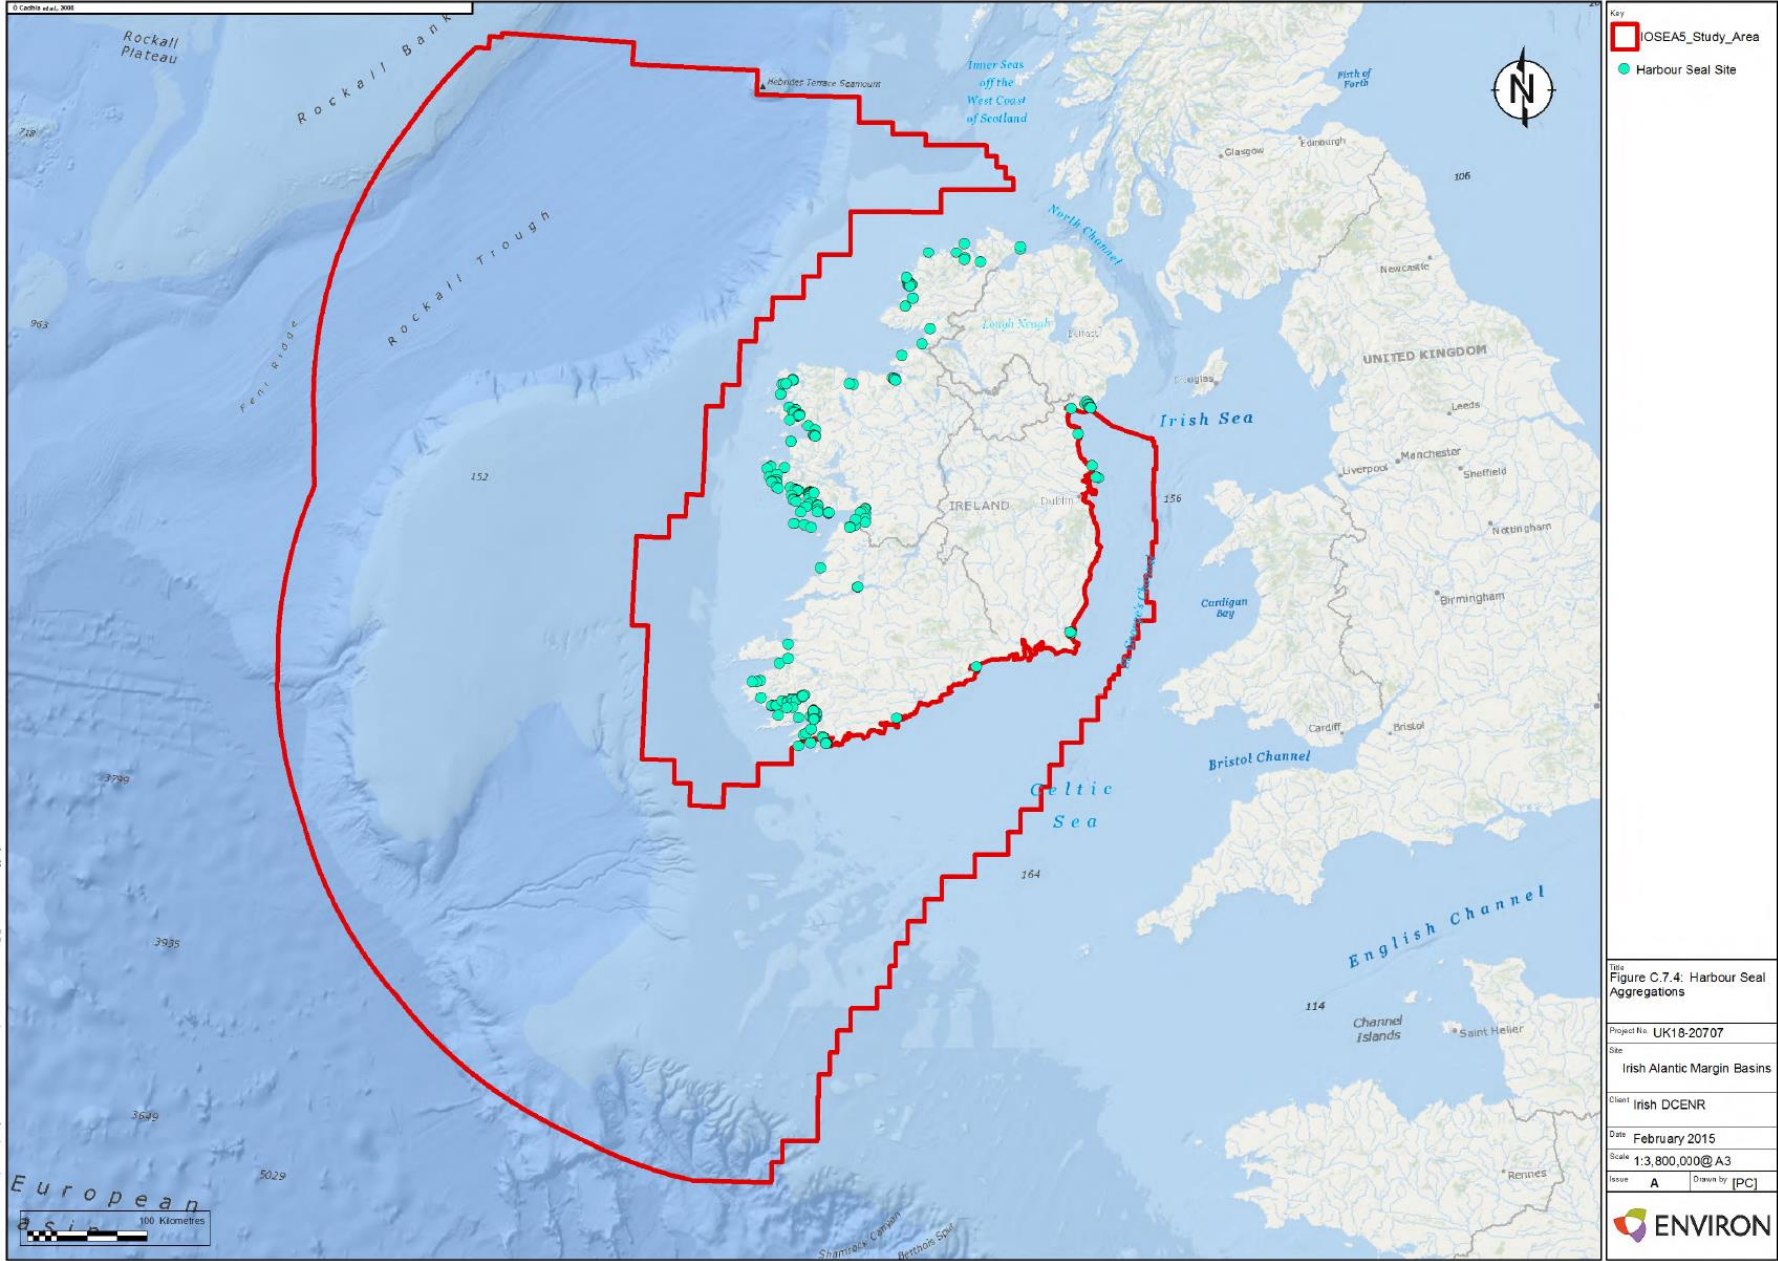 © Cadhla et al., 2008
Rockall
Plateau
Rockall Bank
Hebrides Terrace Seamount
Inner Seas
off the
West Coast
of Scotland
Firth of
Forth
N
718
Glasgow
Edinburgh
106
Rockall Trough
North Channel
Newcastle
963
Feni Ridge
Lough Neagh
Belfast
UNITED KINGDOM
Douglas
Leeds
Irish Sea
Manchester
Liverpool
Sheffield
152
156
IRELAND
Dublin
Nottingham
Birmingham
Cardigan
Bay
St George's Channel
Cardiff
Bristol
Bristol Channel
3799
Celtic
Sea
164
3935
English Channel
114
Channel
Islands
Saint Helier
3649
5029
Rennes
European
Basin
100 Kilometres
Shamrock Canyon
Berthois Spur
Key
IOSEA5_Study_Area
Harbour Seal Site
Title
Figure C.7.4: Harbour Seal
Aggregations
Project No. UK18-20707
Site
Irish Alantic Margin Basins
Client Irish DCENR
Date February 2015
Scale 1:3,800,000@ A3
Issue A Drawn by [PC]
ENVIRON